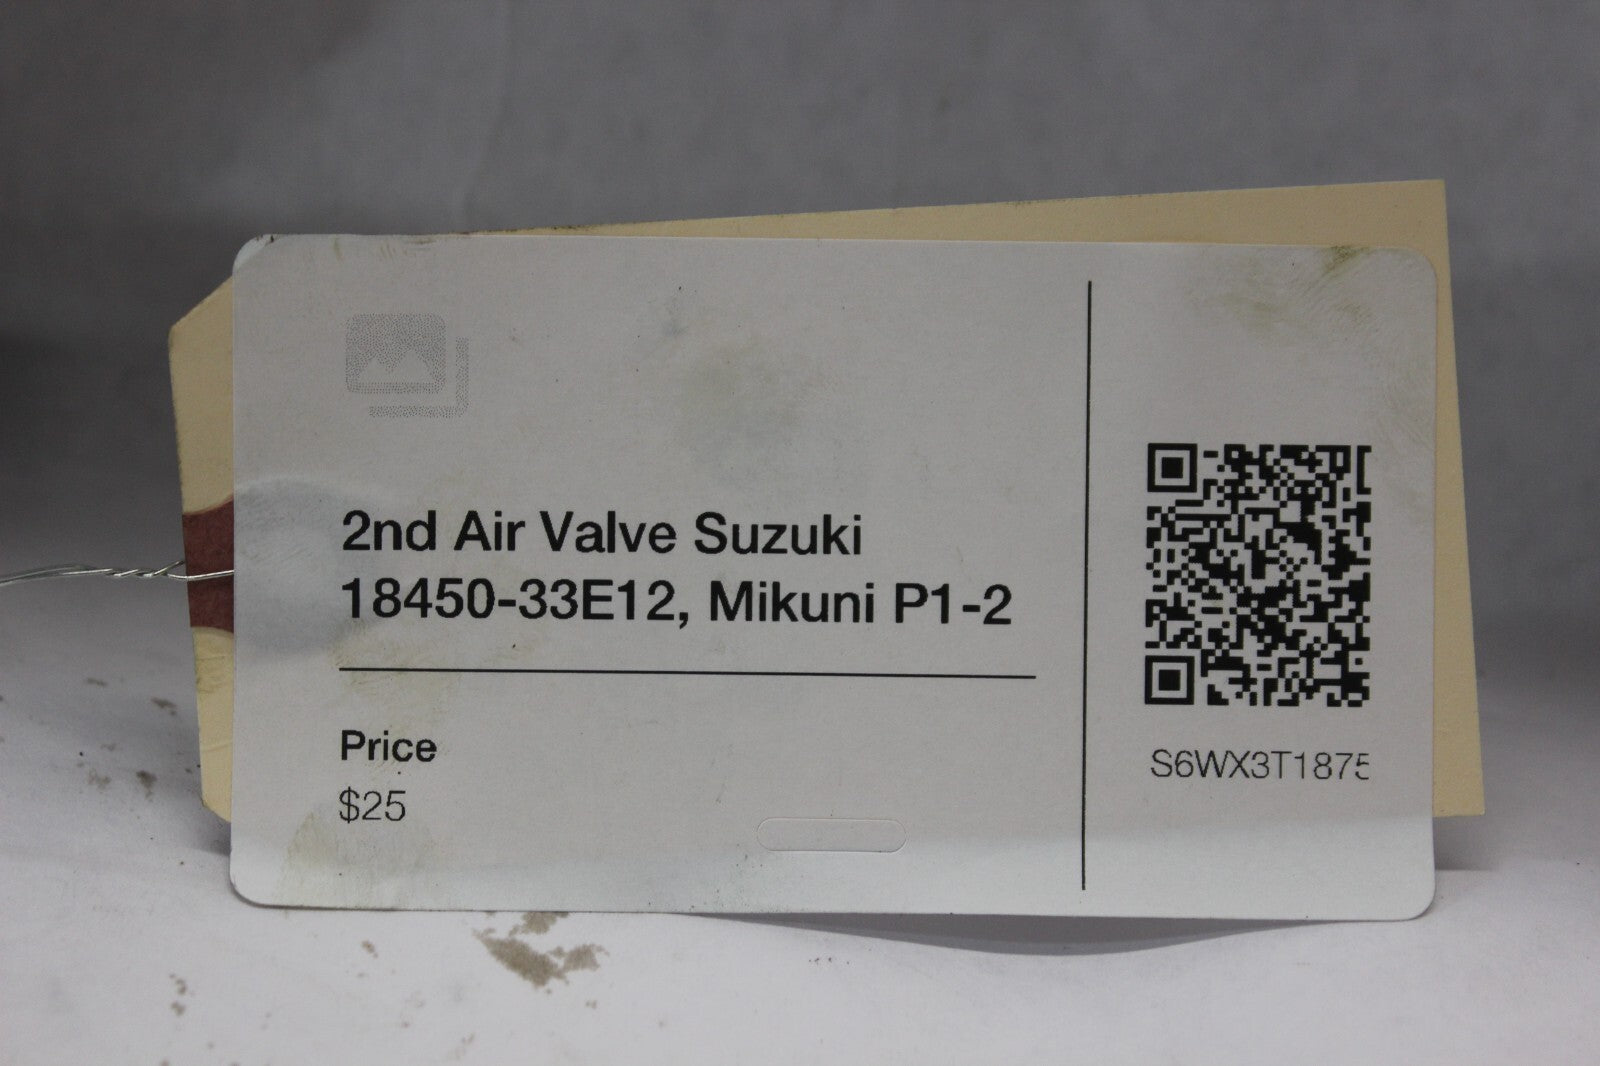 2nd Air Valve Suzuki
18450-33E12, Mikuni P1-2
Price
$25
S6WX3T1875